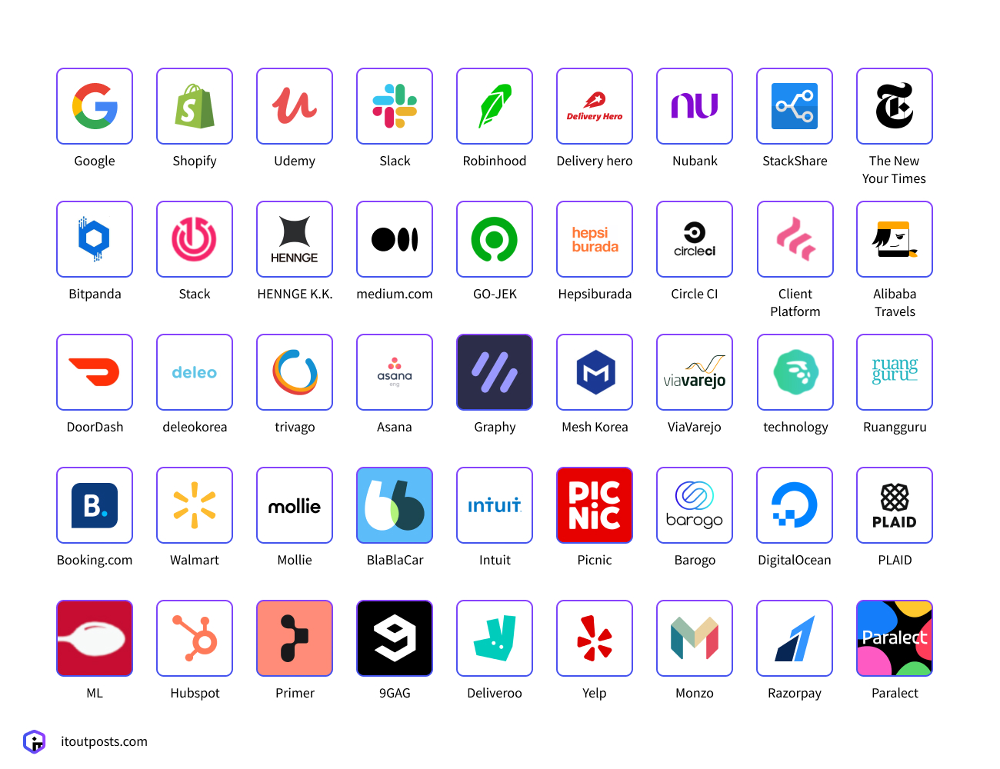 Delivery Hero
nu
Google
Shopify
Udemy
Slack
Robinhood
Delivery hero
Nubank
StackShare
The New
Your Times
HENNGE
hepsi
burada
circleci
Bitpanda
Stack
HENNGE K.K.
medium.com
GO-JEK
Hepsiburada
Circle CI
Client
Platform
Alibaba
Travels
deleo
asana
eng
viavarejo
ruang
guru
DoorDash
deleokorea
trivago
Asana
Graphy
Mesh Korea
ViaVarejo
technology
Ruangguru
B.
mollie
intuit
PiC
NiC
barogo
PLAID
Booking.com
Walmart
Mollie
BlaBlaCar
Intuit
Picnic
Barogo
DigitalOcean
PLAID
Paralect
ML
Hubspot
Primer
9GAG
Deliveroo
Yelp
Monzo
Razorpay
Paralect
itoutposts.com